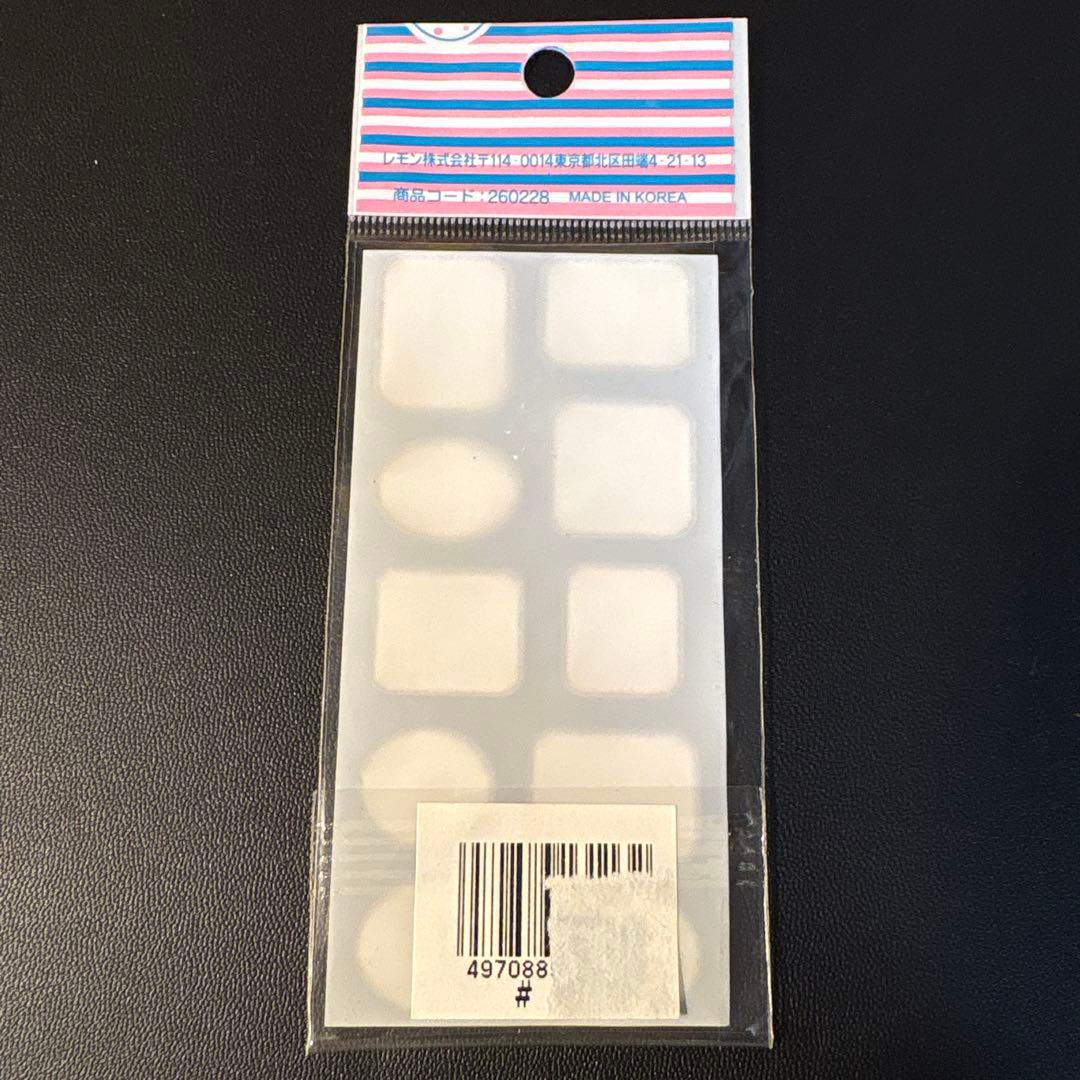 レモン株式会社〒114-0014東京都北区田端4-21-13
商品コード：260228 MADE IN KOREA
497088
#